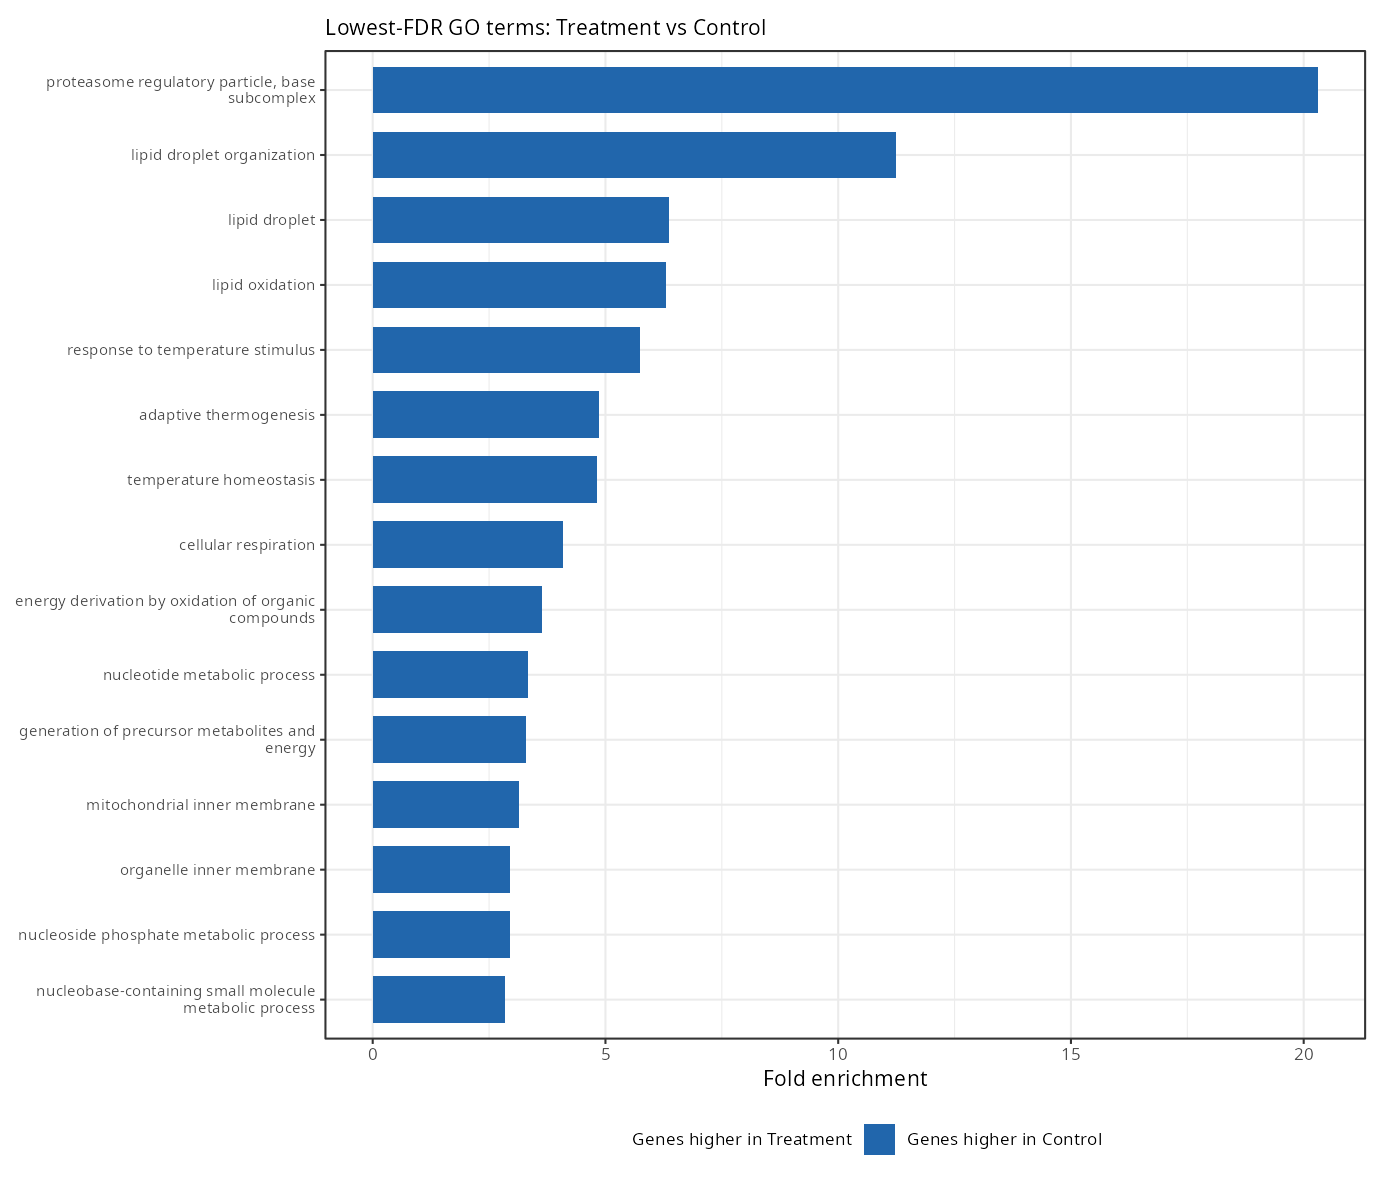 Lowest-FDR GO terms: Treatment vs Control
proteasome regulatory particle, base
subcomplex
lipid droplet organization
lipid droplet
lipid oxidation
response to temperature stimulus
adaptive thermogenesis
temperature homeostasis
cellular respiration
energy derivation by oxidation of organic
compounds
nucleotide metabolic process
generation of precursor metabolites and
energy
mitochondrial inner membrane
organelle inner membrane
nucleoside phosphate metabolic process
nucleobase-containing small molecule
metabolic process
0 5 10 15 20
Fold enrichment
Genes higher in Treatment Genes higher in Control